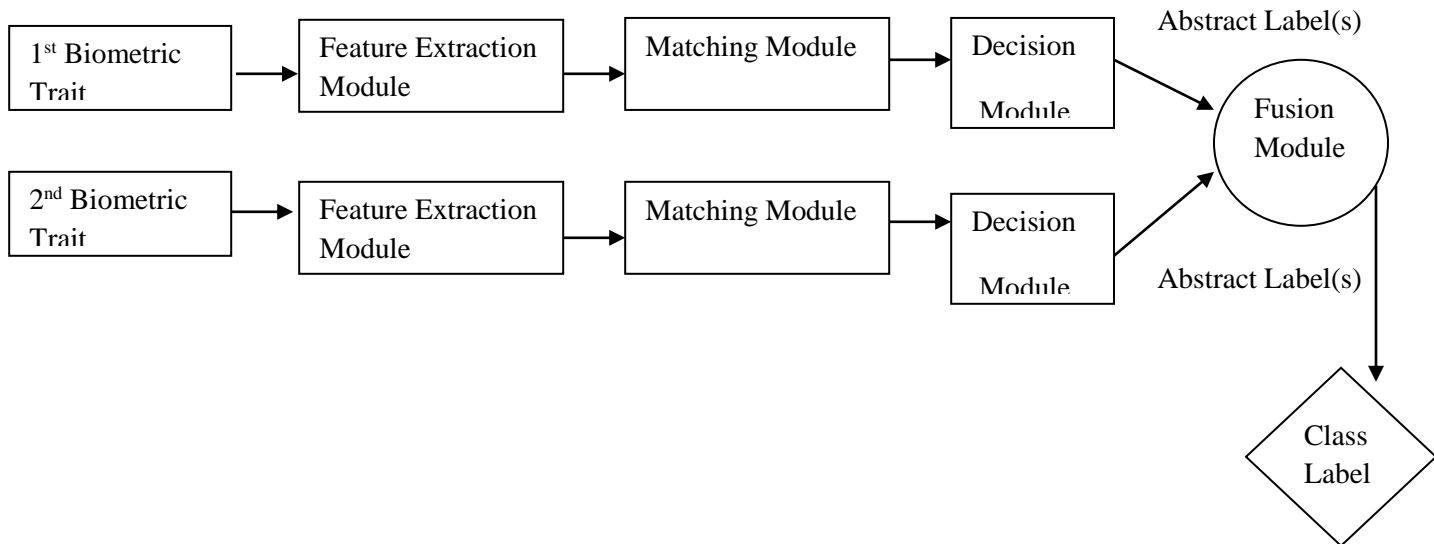 Abstract Label(s)
1st Biometric
Trait
Feature Extraction
Module
Matching Module
Decision
Module
Fusion
Module
2nd Biometric
Trait
Feature Extraction
Module
Matching Module
Decision
Module
Abstract Label(s)
Class
Label